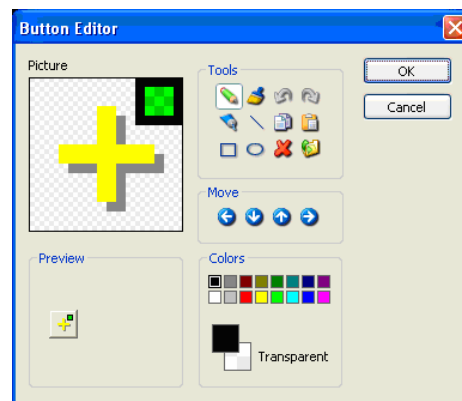 Button Editor
Picture
Tools
OK
Cancel
Move
Preview
Colors
Transparent